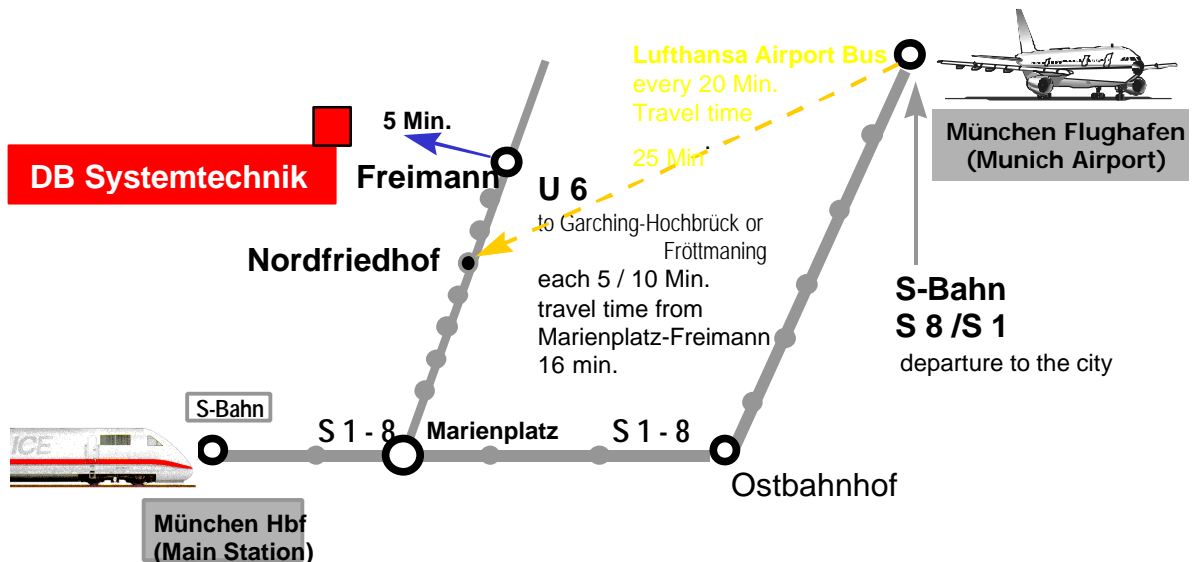 Lufthansa Airport Bus
every 20 Min.
Travel time
25 Min.
5 Min.
DB Systemtechnik
Freimann
München Flughafen
(Munich Airport)
U 6
to Garching-Hochbrück or
Fröttmaning
Nordfriedhof
each 5 / 10 Min.
travel time from
Marienplatz-Freimann
16 min.
S-Bahn
S 8 /S 1
departure to the city
S-Bahn
S 1 - 8
Marienplatz
S 1 - 8
ICE
Ostbahnhof
München Hbf
(Main Station)